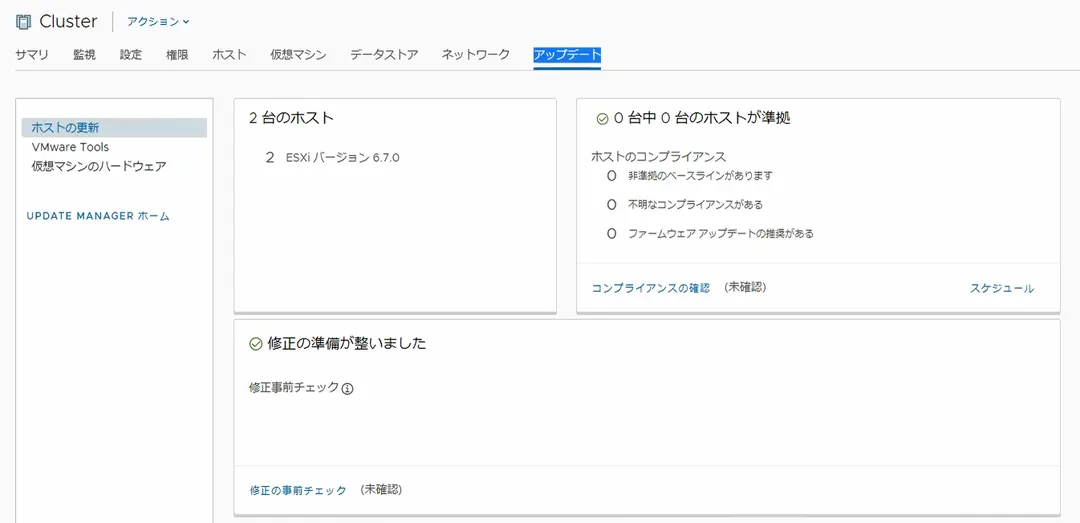 Cluster アクション
サマリ 監視 設定 権限 ホスト 仮想マシン データストア ネットワーク アップデート
ホストの更新
VMware Tools
仮想マシンのハードウェア
UPDATE MANAGER ホーム
2 台のホスト
2 ESXi バージョン 6.7.0
0 台中 0 台のホストが準拠
ホストのコンプライアンス
0 非準拠のベースラインがあります
0 不明なコンプライアンスがある
0 ファームウェア アップデートの推奨がある
コンプライアンスの確認 (未確認) スケジュール
修正の準備が整いました
修正事前チェック
修正の事前チェック (未確認)